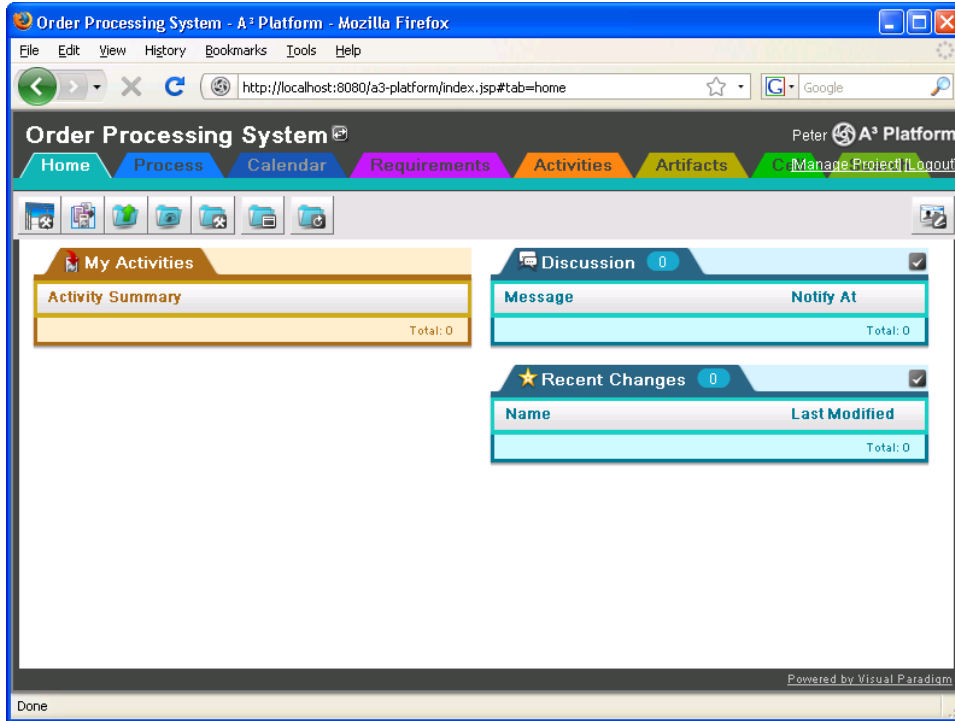 Order Processing System - A³ Platform - Mozilla Firefox
File Edit View History Bookmarks Tools Help
http://localhost:8080/a3-platform/index.jsp#tab=home
G Google
Order Processing System
Peter A³ Platform
Home Process Calendar Requirements Activities Artifacts
Manage Project | Logout
My Activities
Activity Summary
Total: 0
Discussion 0
Message Notify At
Total: 0
Recent Changes 0
Name Last Modified
Total: 0
Powered by Visual Paradigm
Done